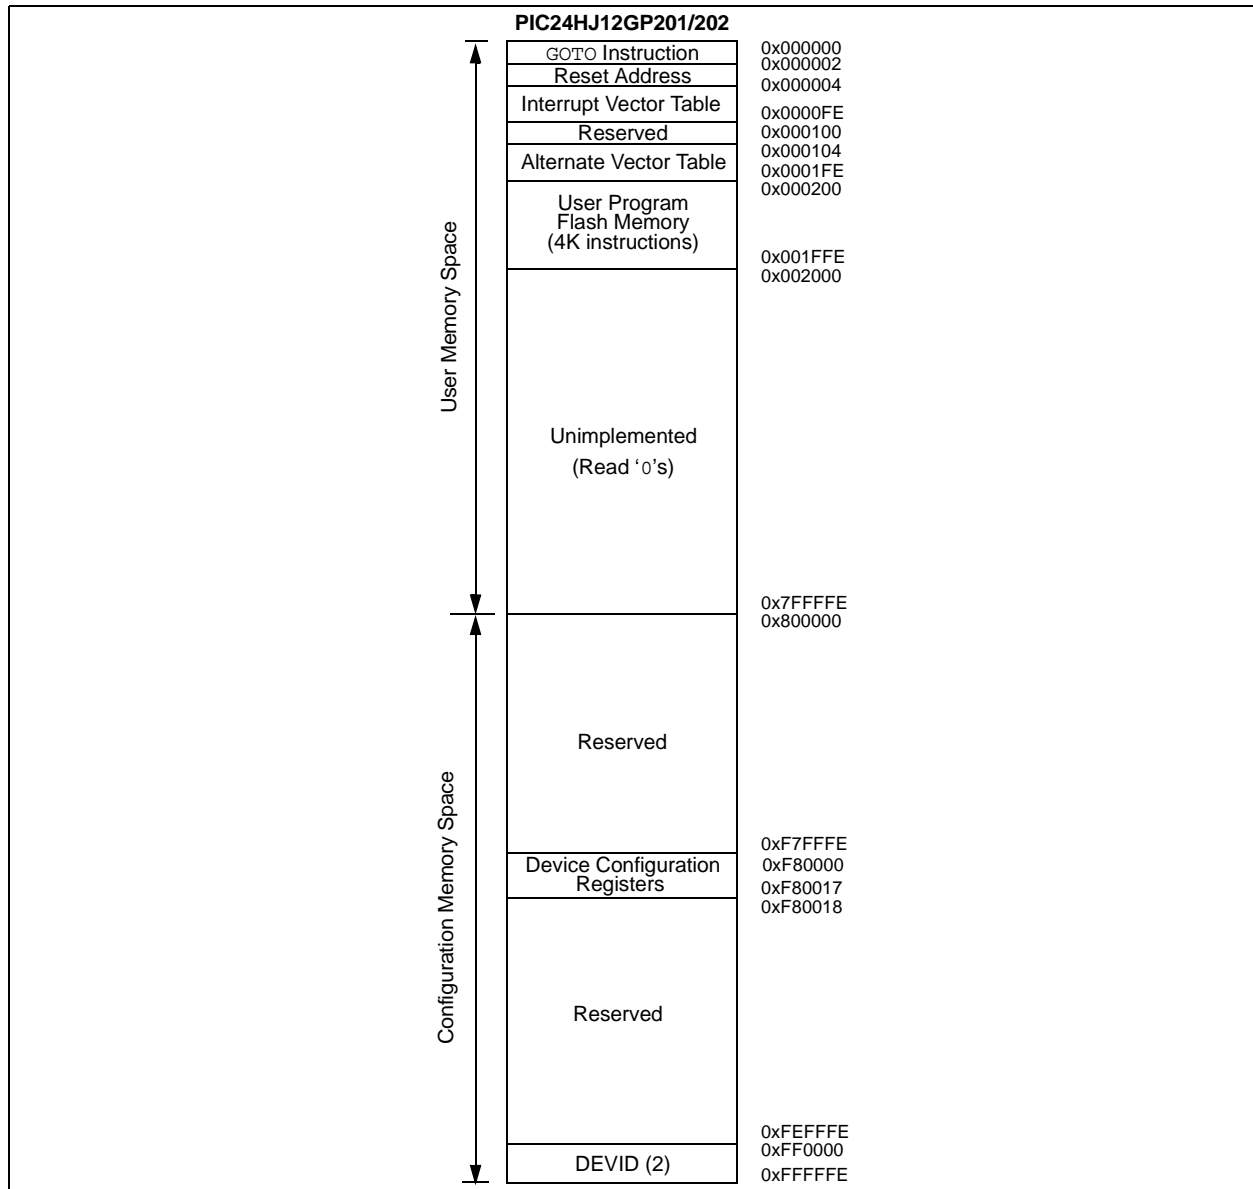 PIC24HJ12GP201/202
GOTO Instruction
0x000000
0x000002
Reset Address
0x000004
Interrupt Vector Table
0x0000FE
Reserved
0x000100
0x000104
Alternate Vector Table
0x0001FE
0x000200
User Program
Flash Memory
(4K instructions)
0x001FFE
0x002000
User Memory Space
Unimplemented
(Read ‘0’s)
0x7FFFFE
0x800000
Reserved
Configuration Memory Space
0xF7FFFE
Device Configuration
Registers
0xF80000
0xF80017
0xF80018
Reserved
0xFEFFFE
0xFF0000
DEVID (2)
0xFFFFFE